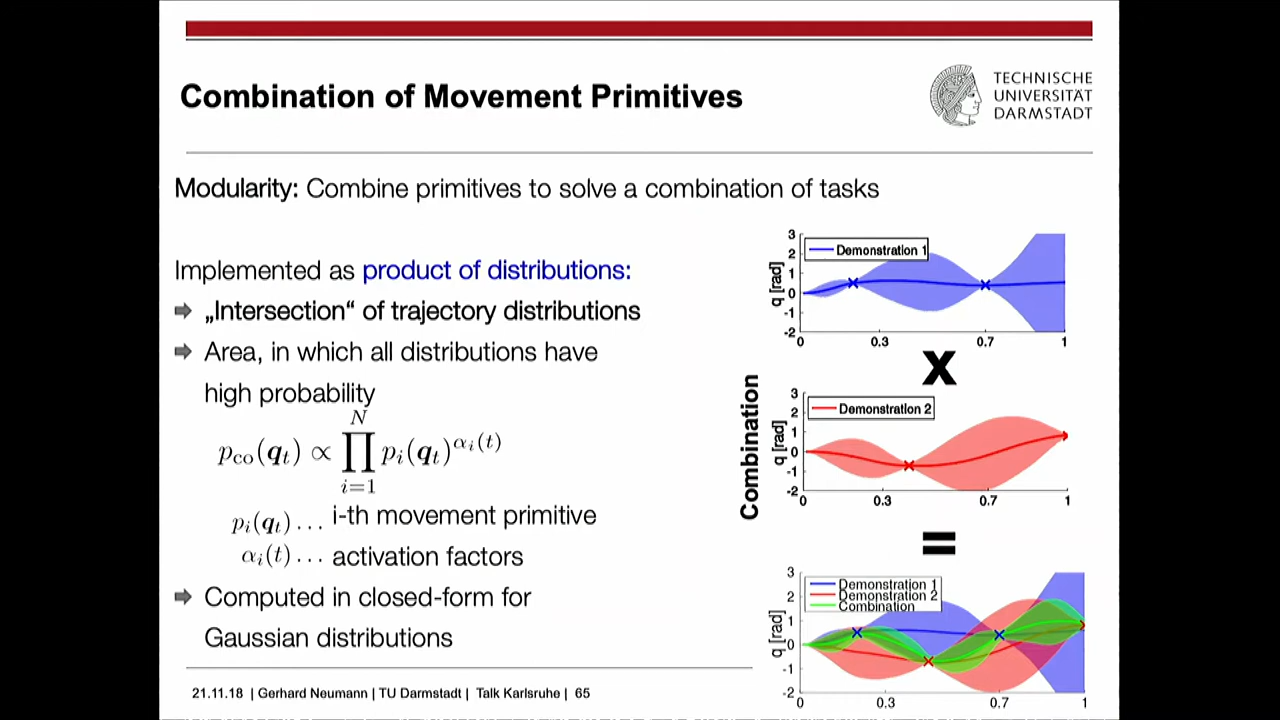 Combination of Movement Primitives
TECHNISCHE
UNIVERSITÄT
DARMSTADT
Modularity: Combine primitives to solve a combination of tasks
Implemented as product of distributions:
„Intersection“ of trajectory distributions
Area, in which all distributions have
high probability
p_co(q_t) ∝ ∏_{i=1}^{N} p_i(q_t)^{α_i(t)}
p_i(q_t) ... i-th movement primitive
α_i(t) ... activation factors
Computed in closed-form for
Gaussian distributions
21.11.18 | Gerhard Neumann | TU Darmstadt | Talk Karlsruhe | 65
Combination
q [rad]
3
2
1
0
-1
-2
Demonstration 1
0 0.3 0.7 1
X
q [rad]
3
2
1
0
-1
-2
Demonstration 2
0 0.3 0.7 1
=
q [rad]
3
2
1
0
-1
-2
Demonstration 1
Demonstration 2
Combination
0 0.3 0.7 1